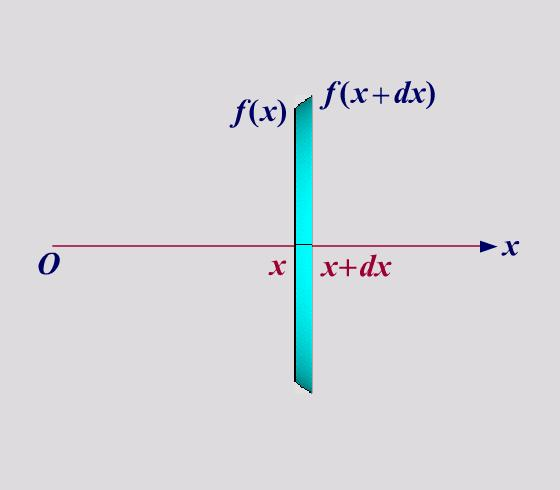 f(x+dx)
f(x)
x
O
x
x+dx